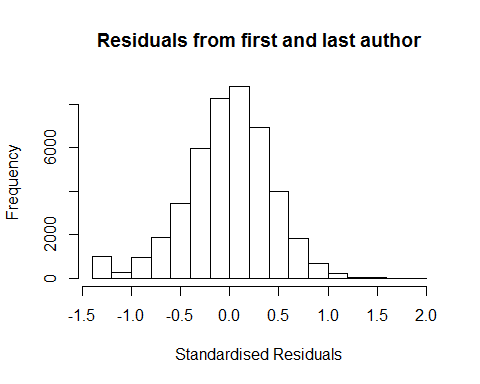 Residuals from first and last author
Frequency
6000
2000
0
-1.5 -1.0 -0.5 0.0 0.5 1.0 1.5 2.0
Standardised Residuals